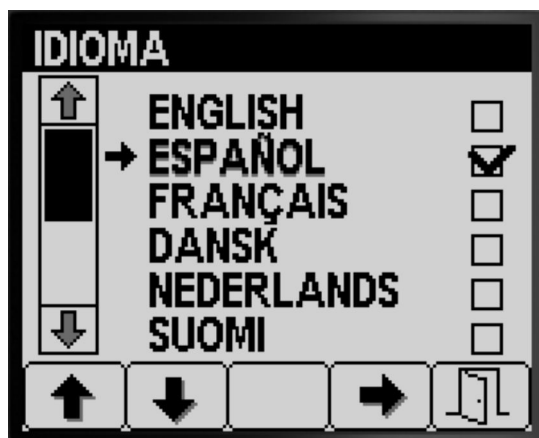 IDIOMA
ENGLISH
ESPAÑOL
FRANÇAIS
DANSK
NEDERLANDS
SUOMI